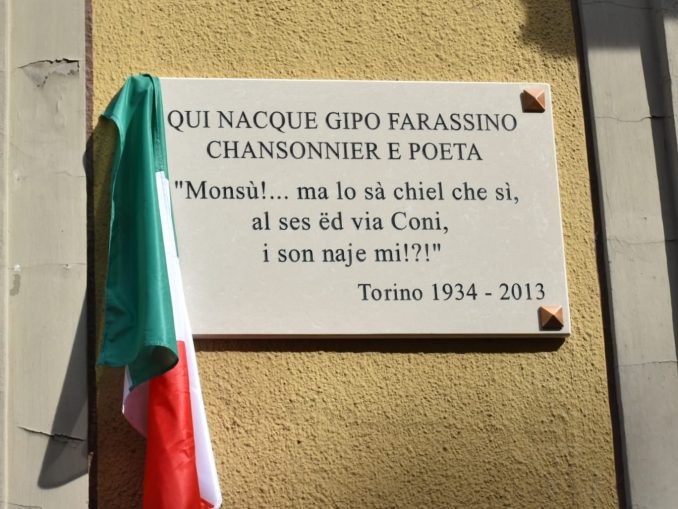 QUI NACQUE GIPO FARASSINO
CHANSONNIER E POETA
"Monsù!... ma lo sà chiel che sì,
al ses ëd via Coni,
i son naje mi!?!"
Torino 1934 - 2013